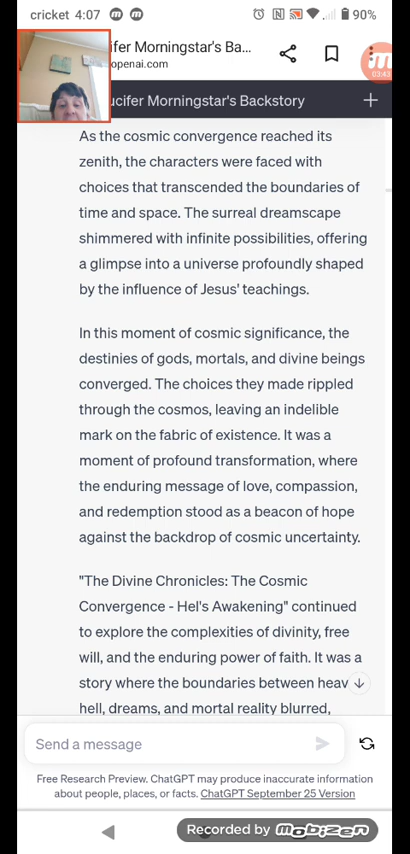 cricket 4:07
90%
ifer Morningstar's Ba...
openai.com
03:43
ucifer Morningstar's Backstory
As the cosmic convergence reached its
zenith, the characters were faced with
choices that transcended the boundaries of
time and space. The surreal dreamscape
shimmered with infinite possibilities, offering
a glimpse into a universe profoundly shaped
by the influence of Jesus' teachings.
In this moment of cosmic significance, the
destinies of gods, mortals, and divine beings
converged. The choices they made rippled
through the cosmos, leaving an indelible
mark on the fabric of existence. It was a
moment of profound transformation, where
the enduring message of love, compassion,
and redemption stood as a beacon of hope
against the backdrop of cosmic uncertainty.
"The Divine Chronicles: The Cosmic
Convergence - Hel's Awakening" continued
to explore the complexities of divinity, free
will, and the enduring power of faith. It was a
story where the boundaries between heav
hell, dreams, and mortal reality blurred,
Send a message
Free Research Preview. ChatGPT may produce inaccurate information
about people, places, or facts. ChatGPT September 25 Version
Recorded by mobizen